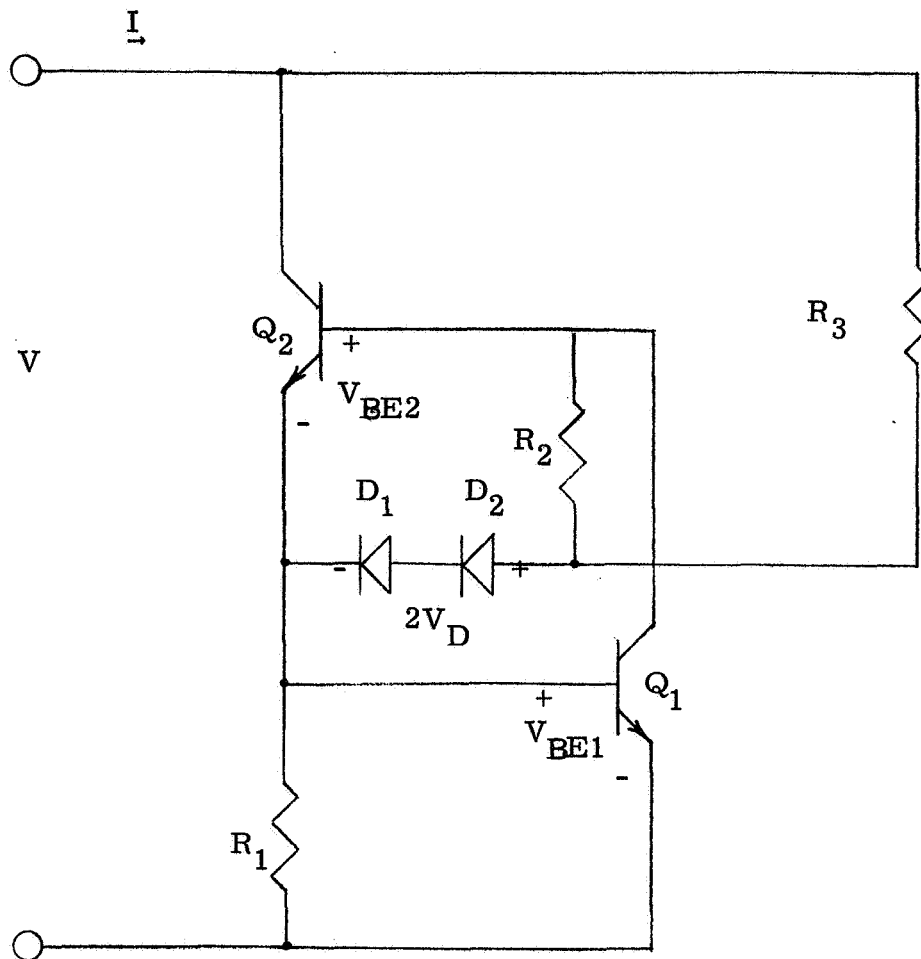 I
→
R3
Q2
+
V
VBE2
-
R2
D1 D2
- +
2VD
Q1
+
VBE1
-
R1